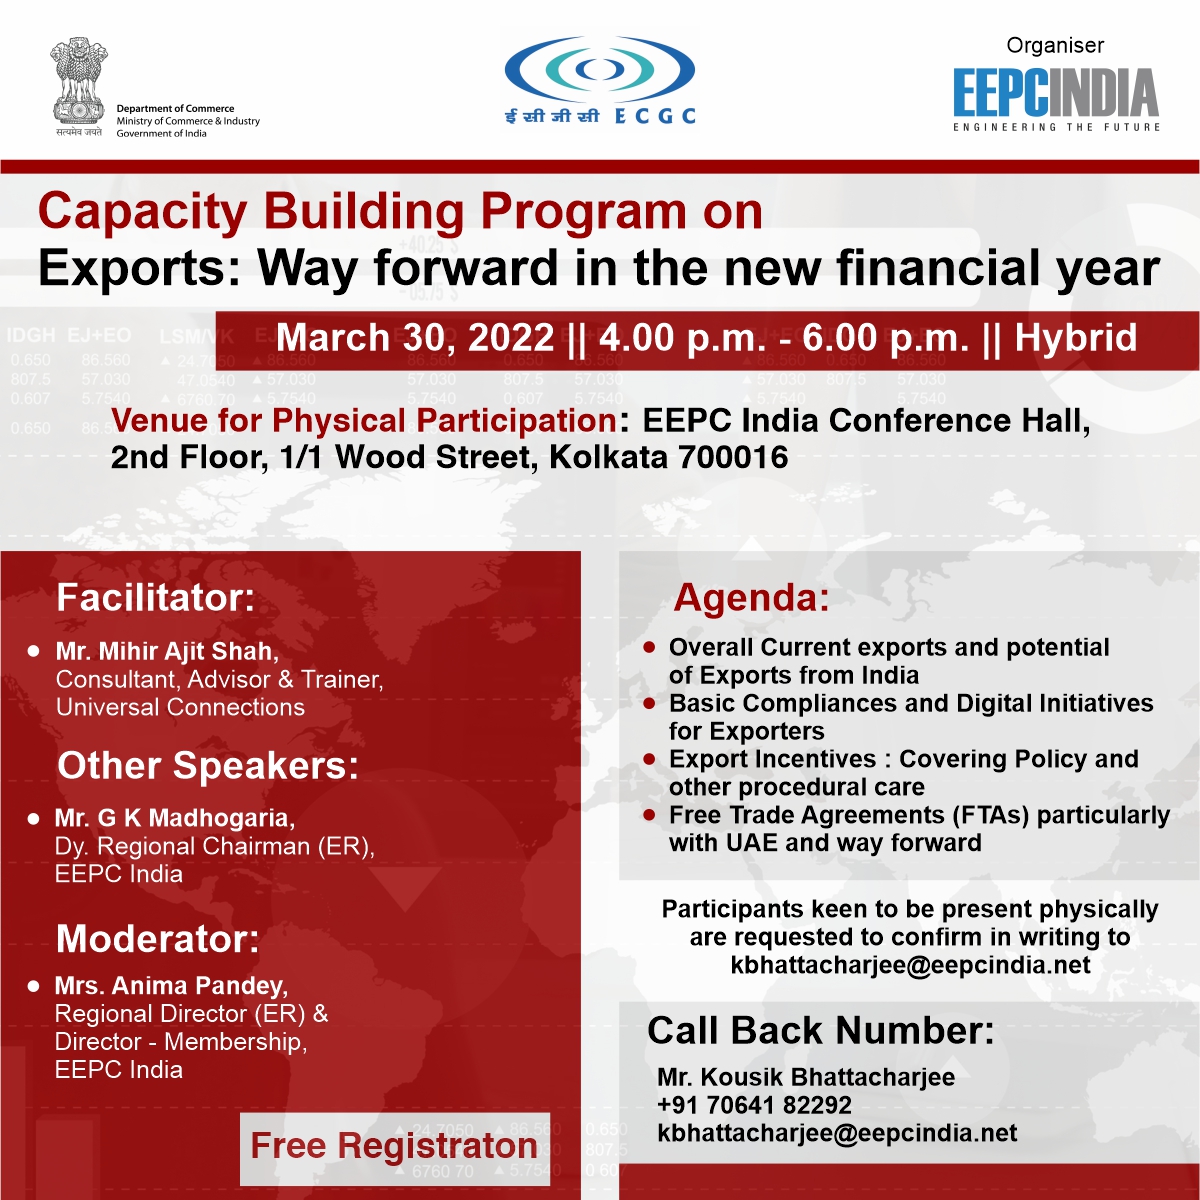 सत्यमेव जयते
Department of Commerce
Ministry of Commerce & Industry
Government of India
ई सी जी सी ECGC
Organiser
EEPCINDIA
ENGINEERING THE FUTURE
Capacity Building Program on
Exports: Way forward in the new financial year
March 30, 2022 || 4.00 p.m. - 6.00 p.m. || Hybrid
Venue for Physical Participation: EEPC India Conference Hall,
2nd Floor, 1/1 Wood Street, Kolkata 700016
Facilitator:
• Mr. Mihir Ajit Shah,
Consultant, Advisor & Trainer,
Universal Connections
Other Speakers:
• Mr. G K Madhogaria,
Dy. Regional Chairman (ER),
EEPC India
Moderator:
• Mrs. Anima Pandey,
Regional Director (ER) &
Director - Membership,
EEPC India
Free Registraton
Agenda:
• Overall Current exports and potential
of Exports from India
• Basic Compliances and Digital Initiatives
for Exporters
• Export Incentives : Covering Policy and
other procedural care
• Free Trade Agreements (FTAs) particularly
with UAE and way forward
Participants keen to be present physically
are requested to confirm in writing to
kbhattacharjee@eepcindia.net
Call Back Number:
Mr. Kousik Bhattacharjee
+91 70641 82292
kbhattacharjee@eepcindia.net